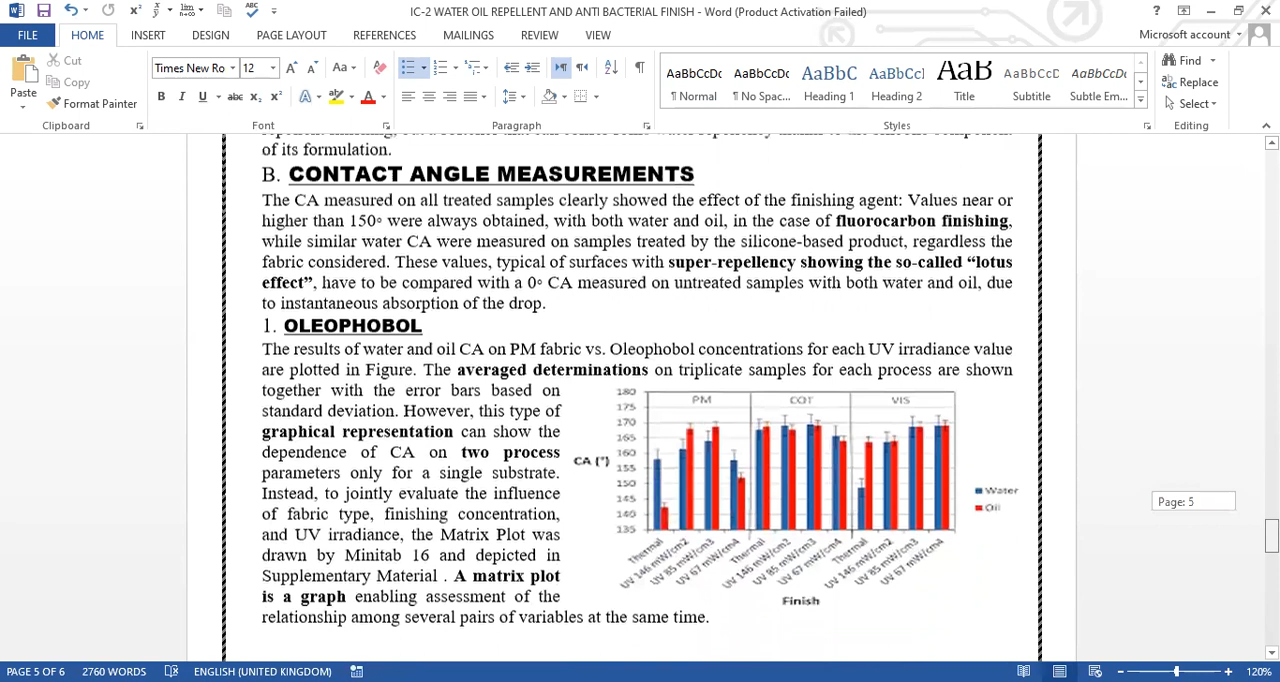 IC-2 WATER OIL REPELLENT AND ANTI BACTERIAL FINISH - Word (Product Activation Failed)
FILE HOME INSERT DESIGN PAGE LAYOUT REFERENCES MAILINGS REVIEW VIEW Microsoft account
Cut
Copy
Format Painter
Paste
Clipboard
Times New Ro 12
Font
Paragraph
AaBbCcDc AaBbCcDc AaBbC AaBbCcl AaB AaBbCcD AaBbCcDc
¶ Normal ¶ No Spac... Heading 1 Heading 2 Title Subtitle Subtle Em...
Styles
Find
Replace
Select
Editing
of its formulation.
B. CONTACT ANGLE MEASUREMENTS
The CA measured on all treated samples clearly showed the effect of the finishing agent: Values near or
higher than 150◦ were always obtained, with both water and oil, in the case of fluorocarbon finishing,
while similar water CA were measured on samples treated by the silicone-based product, regardless the
fabric considered. These values, typical of surfaces with super-repellency showing the so-called “lotus
effect”, have to be compared with a 0◦ CA measured on untreated samples with both water and oil, due
to instantaneous absorption of the drop.
1. OLEOPHOBOL
The results of water and oil CA on PM fabric vs. Oleophobol concentrations for each UV irradiance value
are plotted in Figure. The averaged determinations on triplicate samples for each process are shown
together with the error bars based on
standard deviation. However, this type of
graphical representation can show the
dependence of CA on two process
parameters only for a single substrate.
Instead, to jointly evaluate the influence
of fabric type, finishing concentration,
and UV irradiance, the Matrix Plot was
drawn by Minitab 16 and depicted in
Supplementary Material . A matrix plot
is a graph enabling assessment of the
relationship among several pairs of variables at the same time.
PM COT VIS
180
175
170
165
160
155
150
145
140
135
CA (°)
Thermal
UV 146 mW/cm2
UV 85 mW/cm3
UV 67 mW/cm4
Thermal
UV 146 mW/cm2
UV 85 mW/cm3
UV 67 mW/cm4
Thermal
UV 146 mW/cm2
UV 85 mW/cm3
UV 67 mW/cm4
Finish
Water
Oil
Page: 5
PAGE 5 OF 6 2760 WORDS ENGLISH (UNITED KINGDOM) 120%